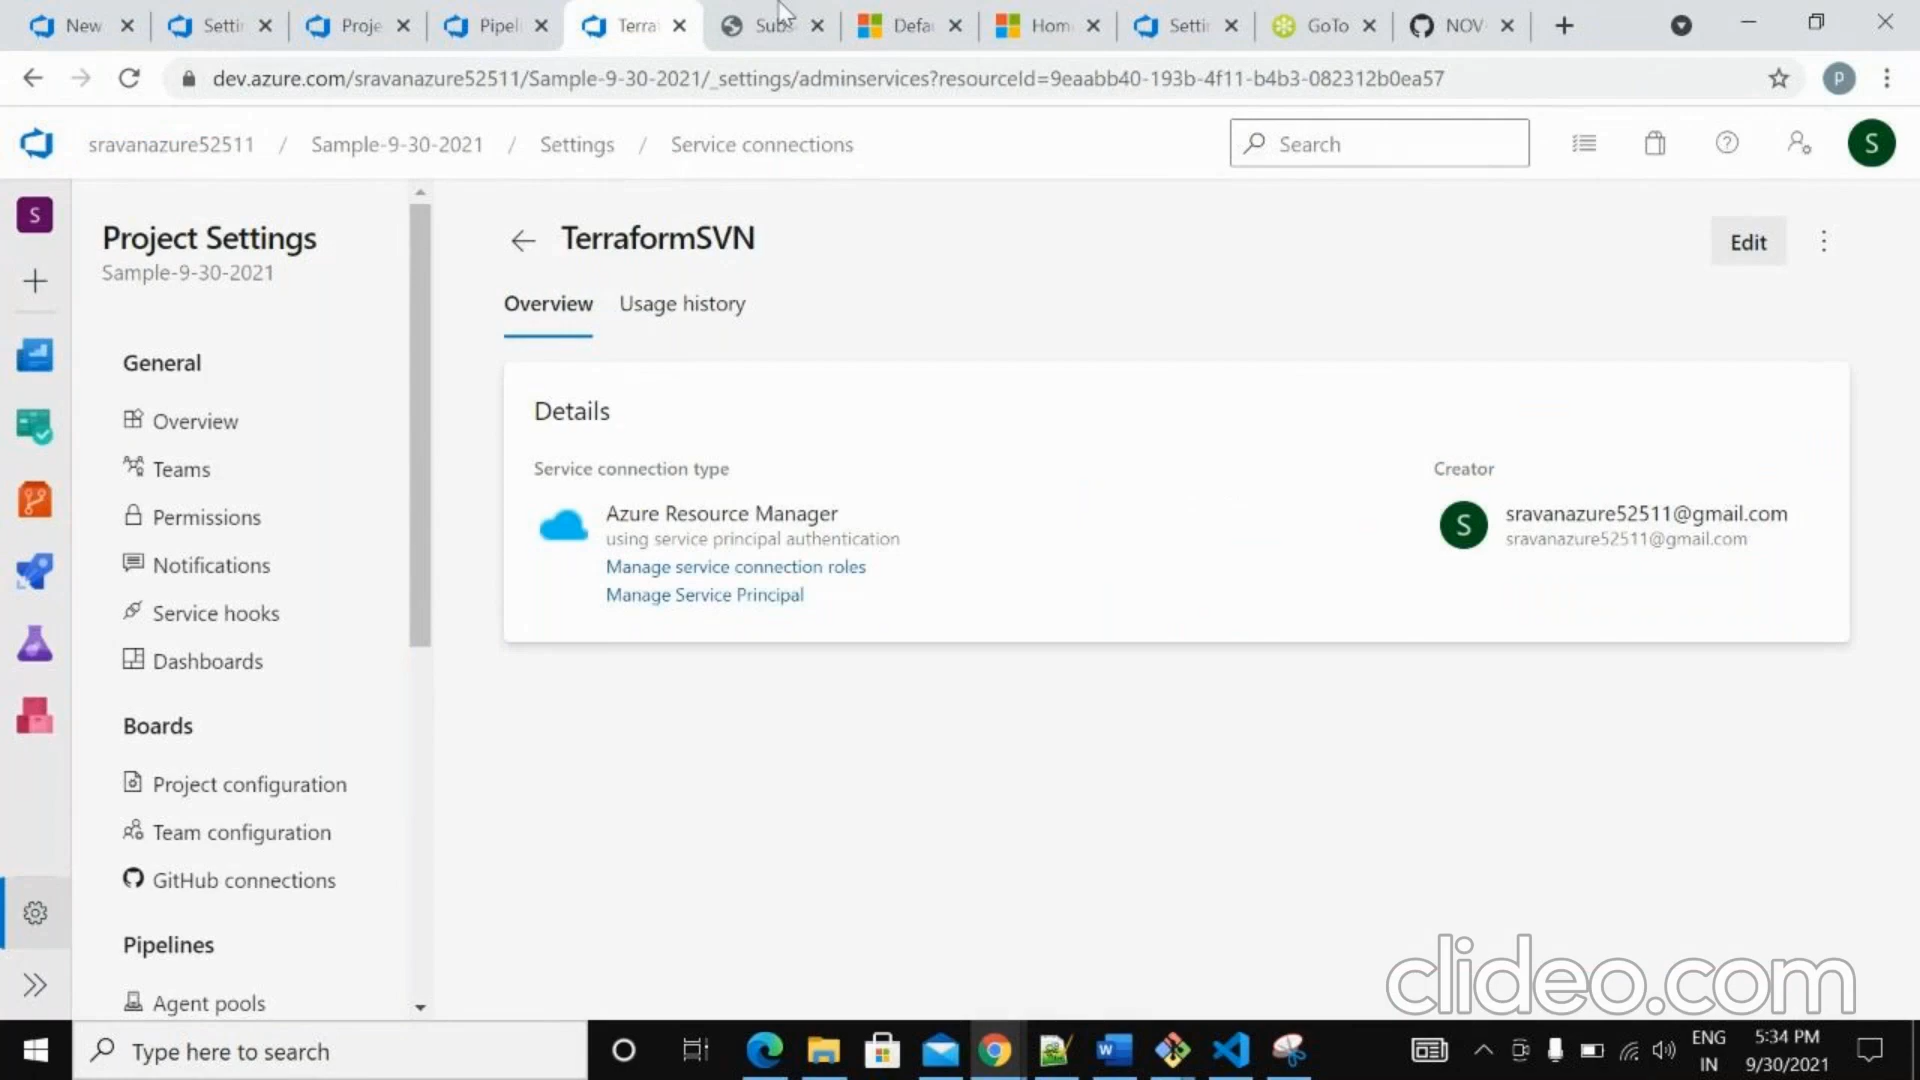 New
Settin
Proje
Pipeli
Terra
Subs
Defau
Hom
Settin
GoTo
NOV
dev.azure.com/sravanazure52511/Sample-9-30-2021/_settings/adminservices?resourceId=9eaabb40-193b-4f11-b4b3-082312b0ea57
P
sravanazure52511 / Sample-9-30-2021 / Settings / Service connections
Search
S
S
Project Settings
Sample-9-30-2021
General
Overview
Teams
Permissions
Notifications
Service hooks
Dashboards
Boards
Project configuration
Team configuration
GitHub connections
Pipelines
Agent pools
TerraformSVN
Edit
Overview
Usage history
Details
Service connection type
Azure Resource Manager
using service principal authentication
Manage service connection roles
Manage Service Principal
Creator
S
sravanazure52511@gmail.com
sravanazure52511@gmail.com
clideo.com
Type here to search
ENG
IN
5:34 PM
9/30/2021